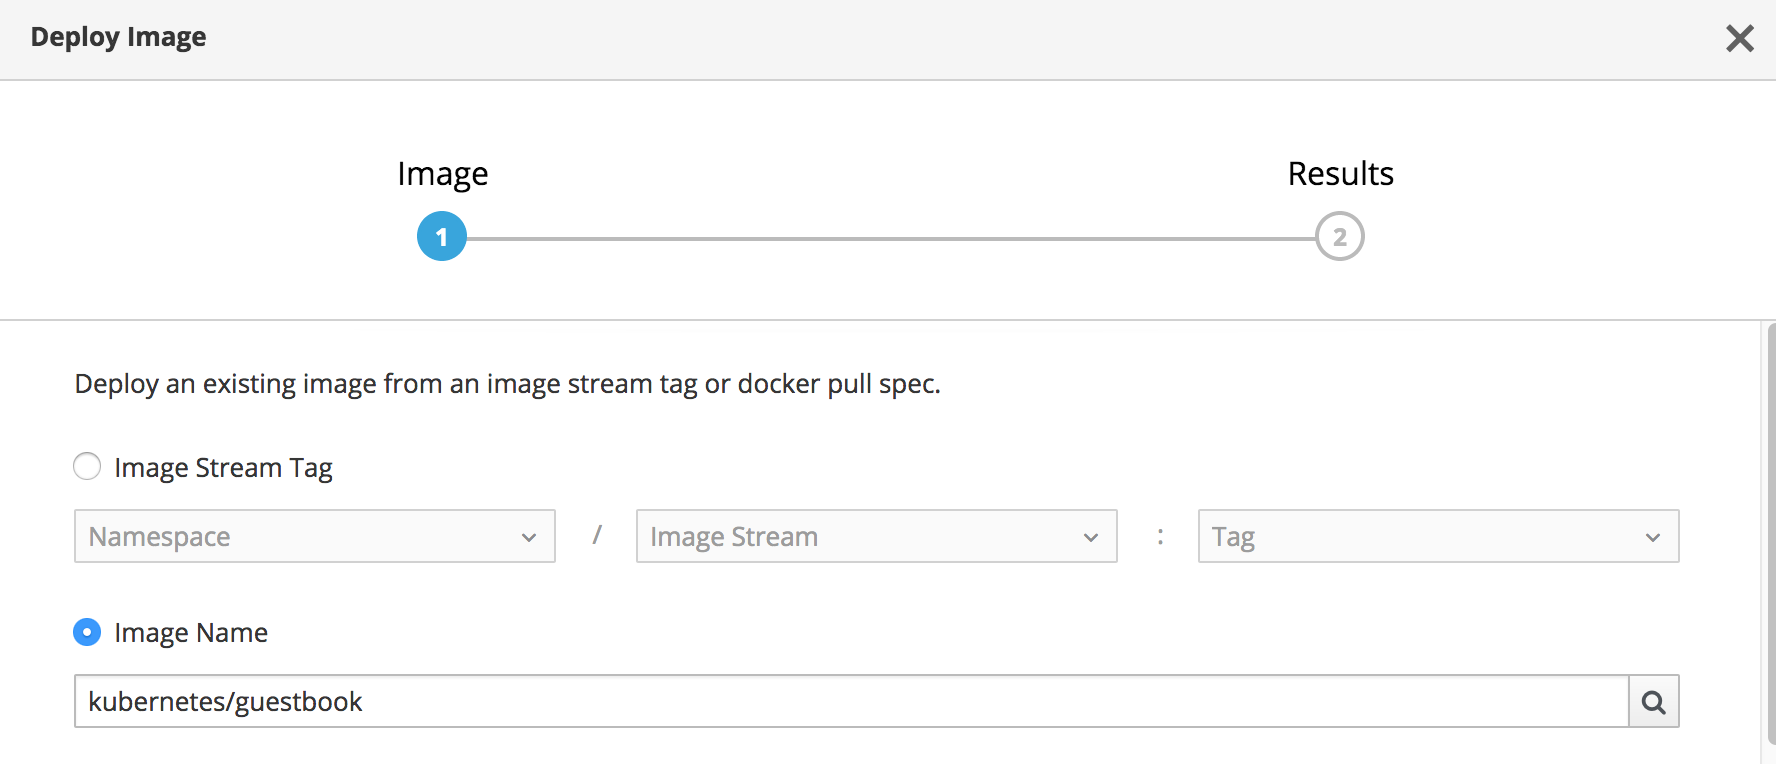 Deploy Image
Image
Results
1
2
Deploy an existing image from an image stream tag or docker pull spec.
Image Stream Tag
Namespace / Image Stream : Tag
Image Name
kubernetes/guestbook